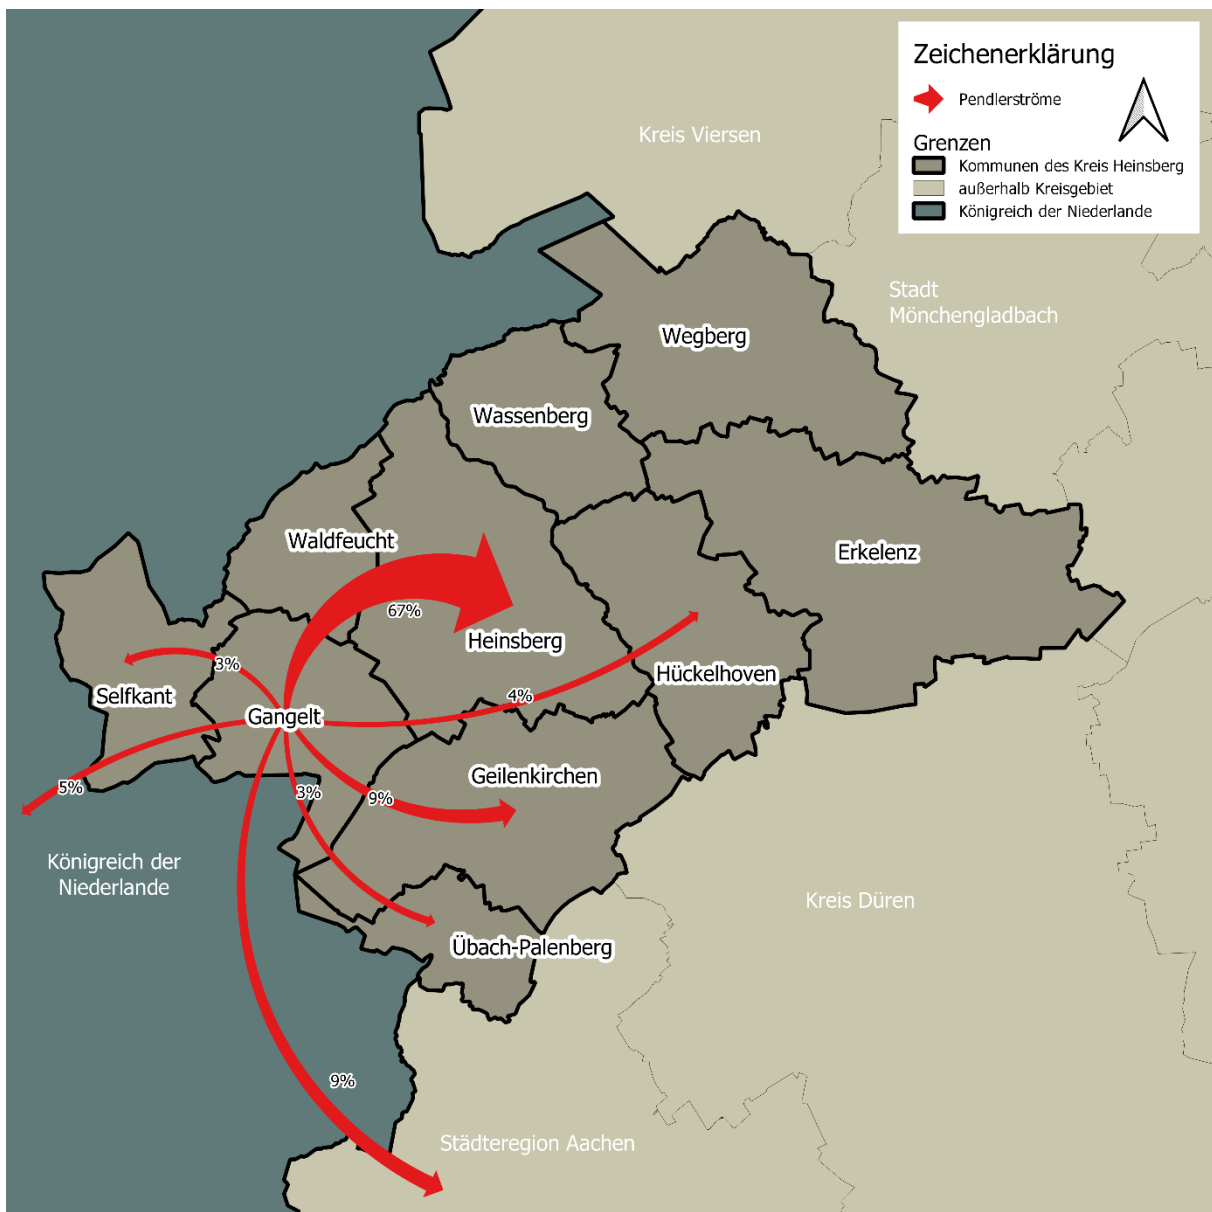 Zeichenerklärung
Pendlerströme
Grenzen
Kommunen des Kreis Heinsberg
außerhalb Kreisgebiet
Königreich der Niederlande
Kreis Viersen
Stadt
Mönchengladbach
Wegberg
Wassenberg
Waldfeucht
Erkelenz
67%
Heinsberg
3%
Hückelhoven
Selfkant
4%
Gangelt
Geilenkirchen
5%
3%
9%
Königreich der
Niederlande
Kreis Düren
Übach-Palenberg
9%
Städteregion Aachen